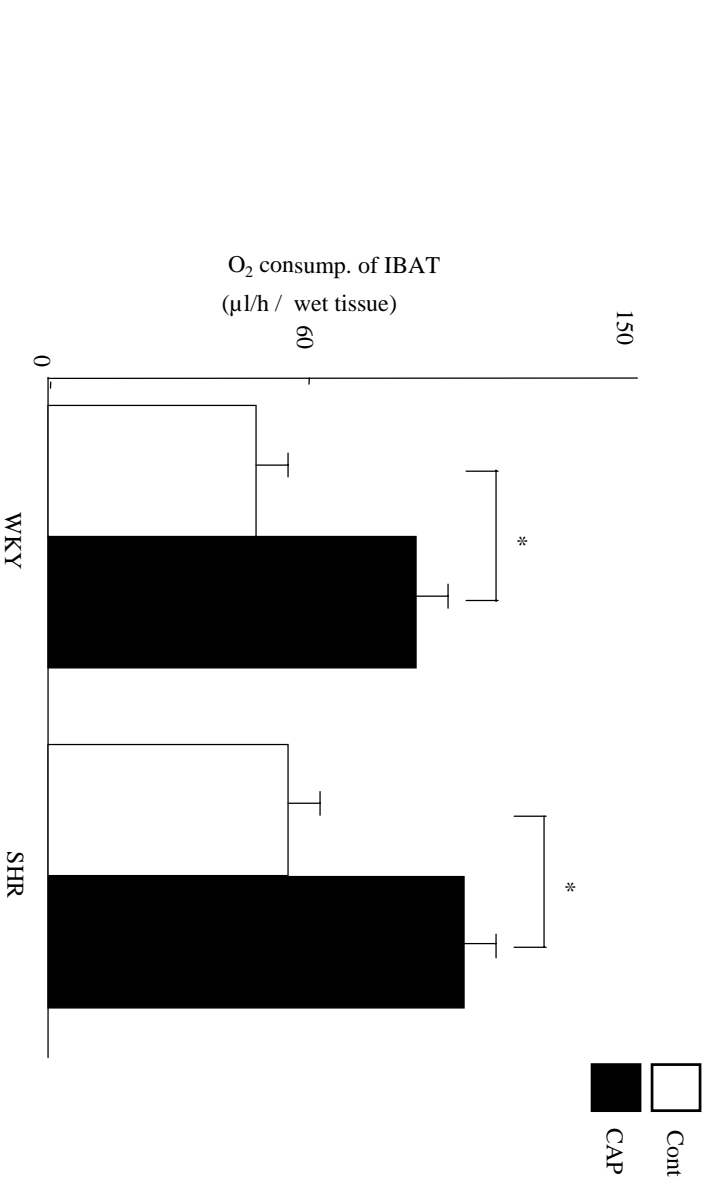 O₂ consump. of IBAT
(µl/h / wet tissue)
150
60
0
*
*
WKY
SHR
Cont
CAP